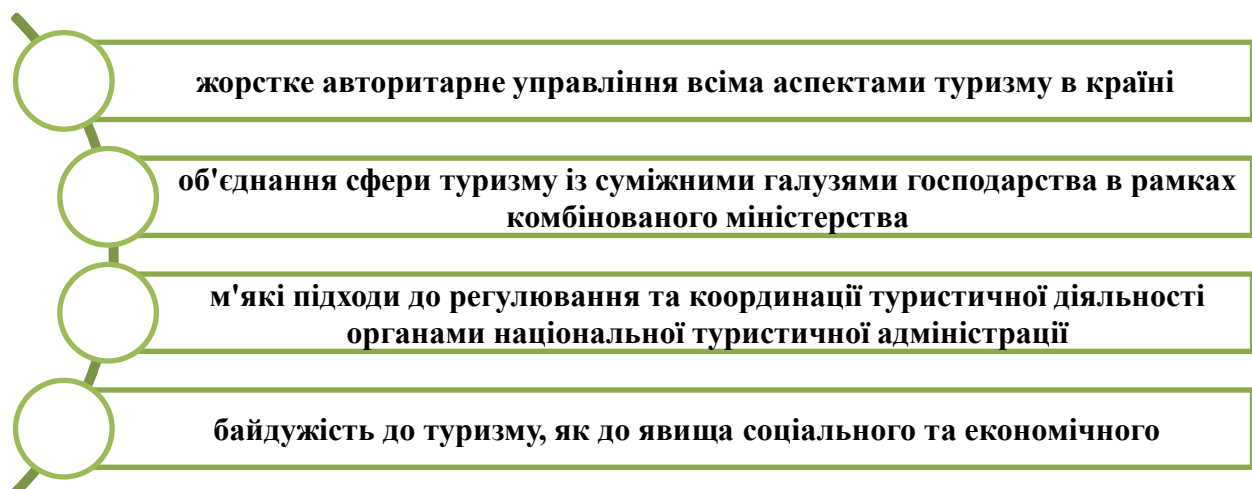 жорстке авторитарне управління всіма аспектами туризму в країні
об'єднання сфери туризму із суміжними галузями господарства в рамках
комбінованого міністерства
м'які підходи до регулювання та координації туристичної діяльності
органами національної туристичної адміністрації
байдужість до туризму, як до явища соціального та економічного